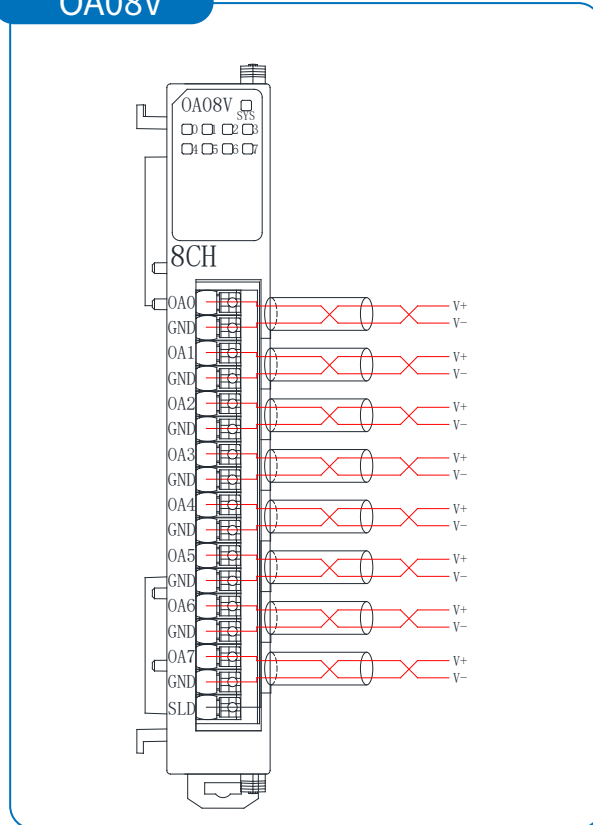 OA08V
OA08V
SYS
0 1 2 3
4 5 6 7
8CH
OA0
V+
GND
V-
OA1
V+
GND
V-
OA2
V+
GND
V-
OA3
V+
GND
V-
OA4
V+
GND
V-
OA5
V+
GND
V-
OA6
V+
GND
V-
OA7
V+
GND
V-
SLD